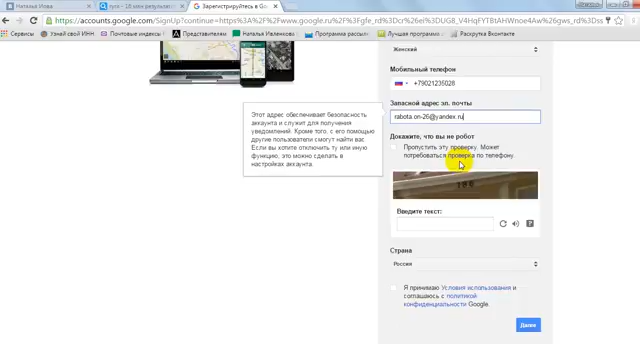 Наталья Илова
Зарегистрируйтесь в Go
https://accounts.google.com/SignUp?continue=https%3A%2F%2Fwww.google.ru%2F%3Fgfe_rd%3Dcr%26ei%3DUG8_V4HqFYTBtAHWnoe4Aw%26gws_rd%3Dss
Сервисы
Узнай свой ИНН
Почтовые индексы
Наталья Ивленкова
Программа рассыл
Лучшая программа
Раскрутка Вконтакте
Женский
Мобильный телефон
+79021235028
Запасной адрес эл. почты
rabota.on-26@yandex.ru
Этот адрес обеспечивает безопасность
аккаунта и служит для получения
уведомлений. Кроме того, с его помощью
другие пользователи смогут найти вас.
Если вы хотите отключить ту или иную
функцию, это можно сделать в
настройках аккаунта.
Докажите, что вы не робот
Пропустить эту проверку. Может
потребоваться проверка по телефону.
Введите текст:
Страна
Россия
Я принимаю Условия использования и
соглашаюсь с политикой
конфиденциальности Google.
Далее